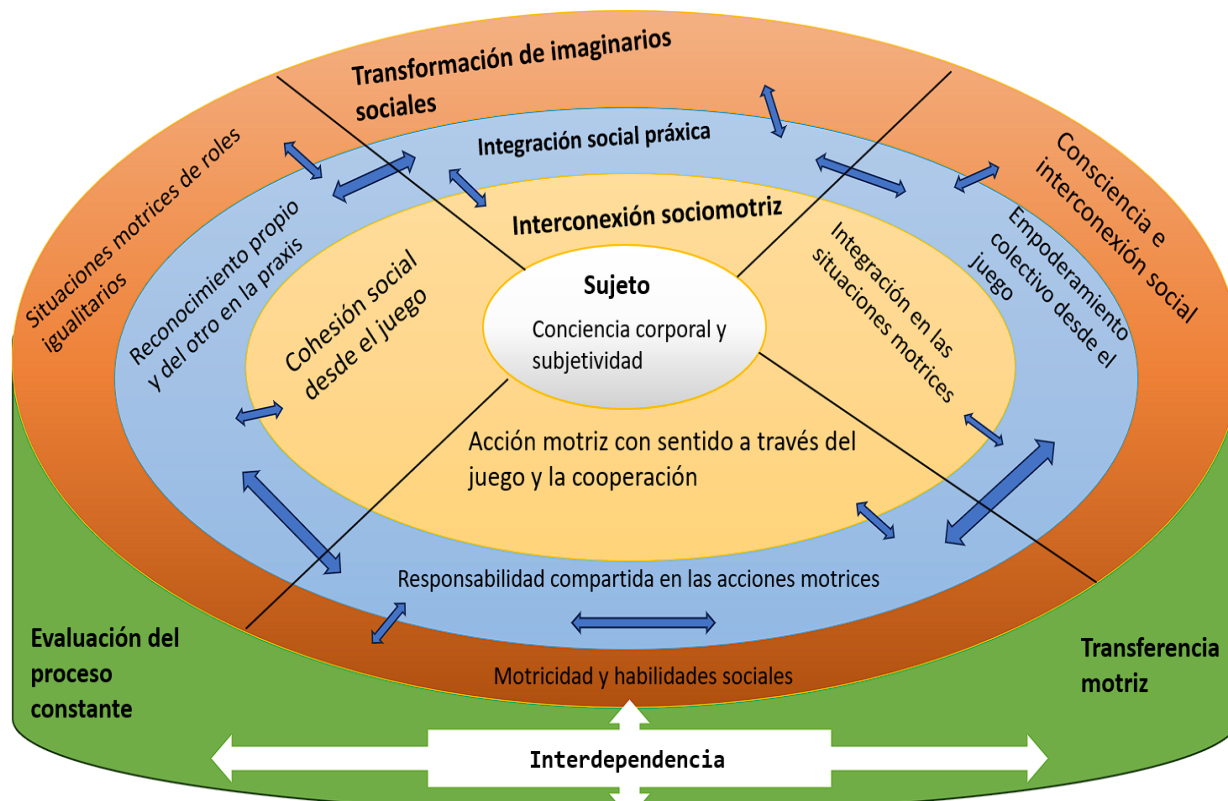 Transformación de imaginarios
sociales
Integración social práxica
Interconexión sociomotriz
Situaciones motrices de roles
igualitarios
Reconocimiento propio
y del otro en la praxis
Cohesión social
desde el juego
Sujeto
Conciencia corporal y
subjetividad
Integración en las
situaciones motrices
Empoderamiento
colectivo desde el
juego
Consciencia e
interconexión social
Acción motriz con sentido a través del
juego y la cooperación
Responsabilidad compartida en las acciones motrices
Motricidad y habilidades sociales
Evaluación del
proceso
constante
Transferencia
motriz
Interdependencia